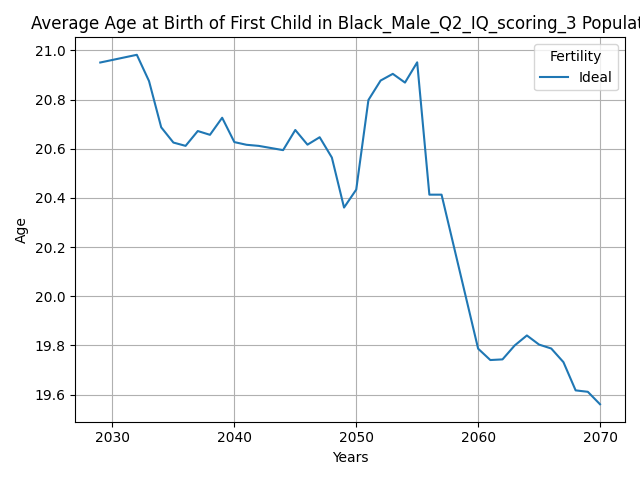 Average Age at Birth of First Child in Black_Male_Q2_IQ_scoring_3 Populat
Fertility
Ideal
21.0
20.8
20.6
20.4
20.2
20.0
19.8
19.6
Age
2030 2040 2050 2060 2070
Years